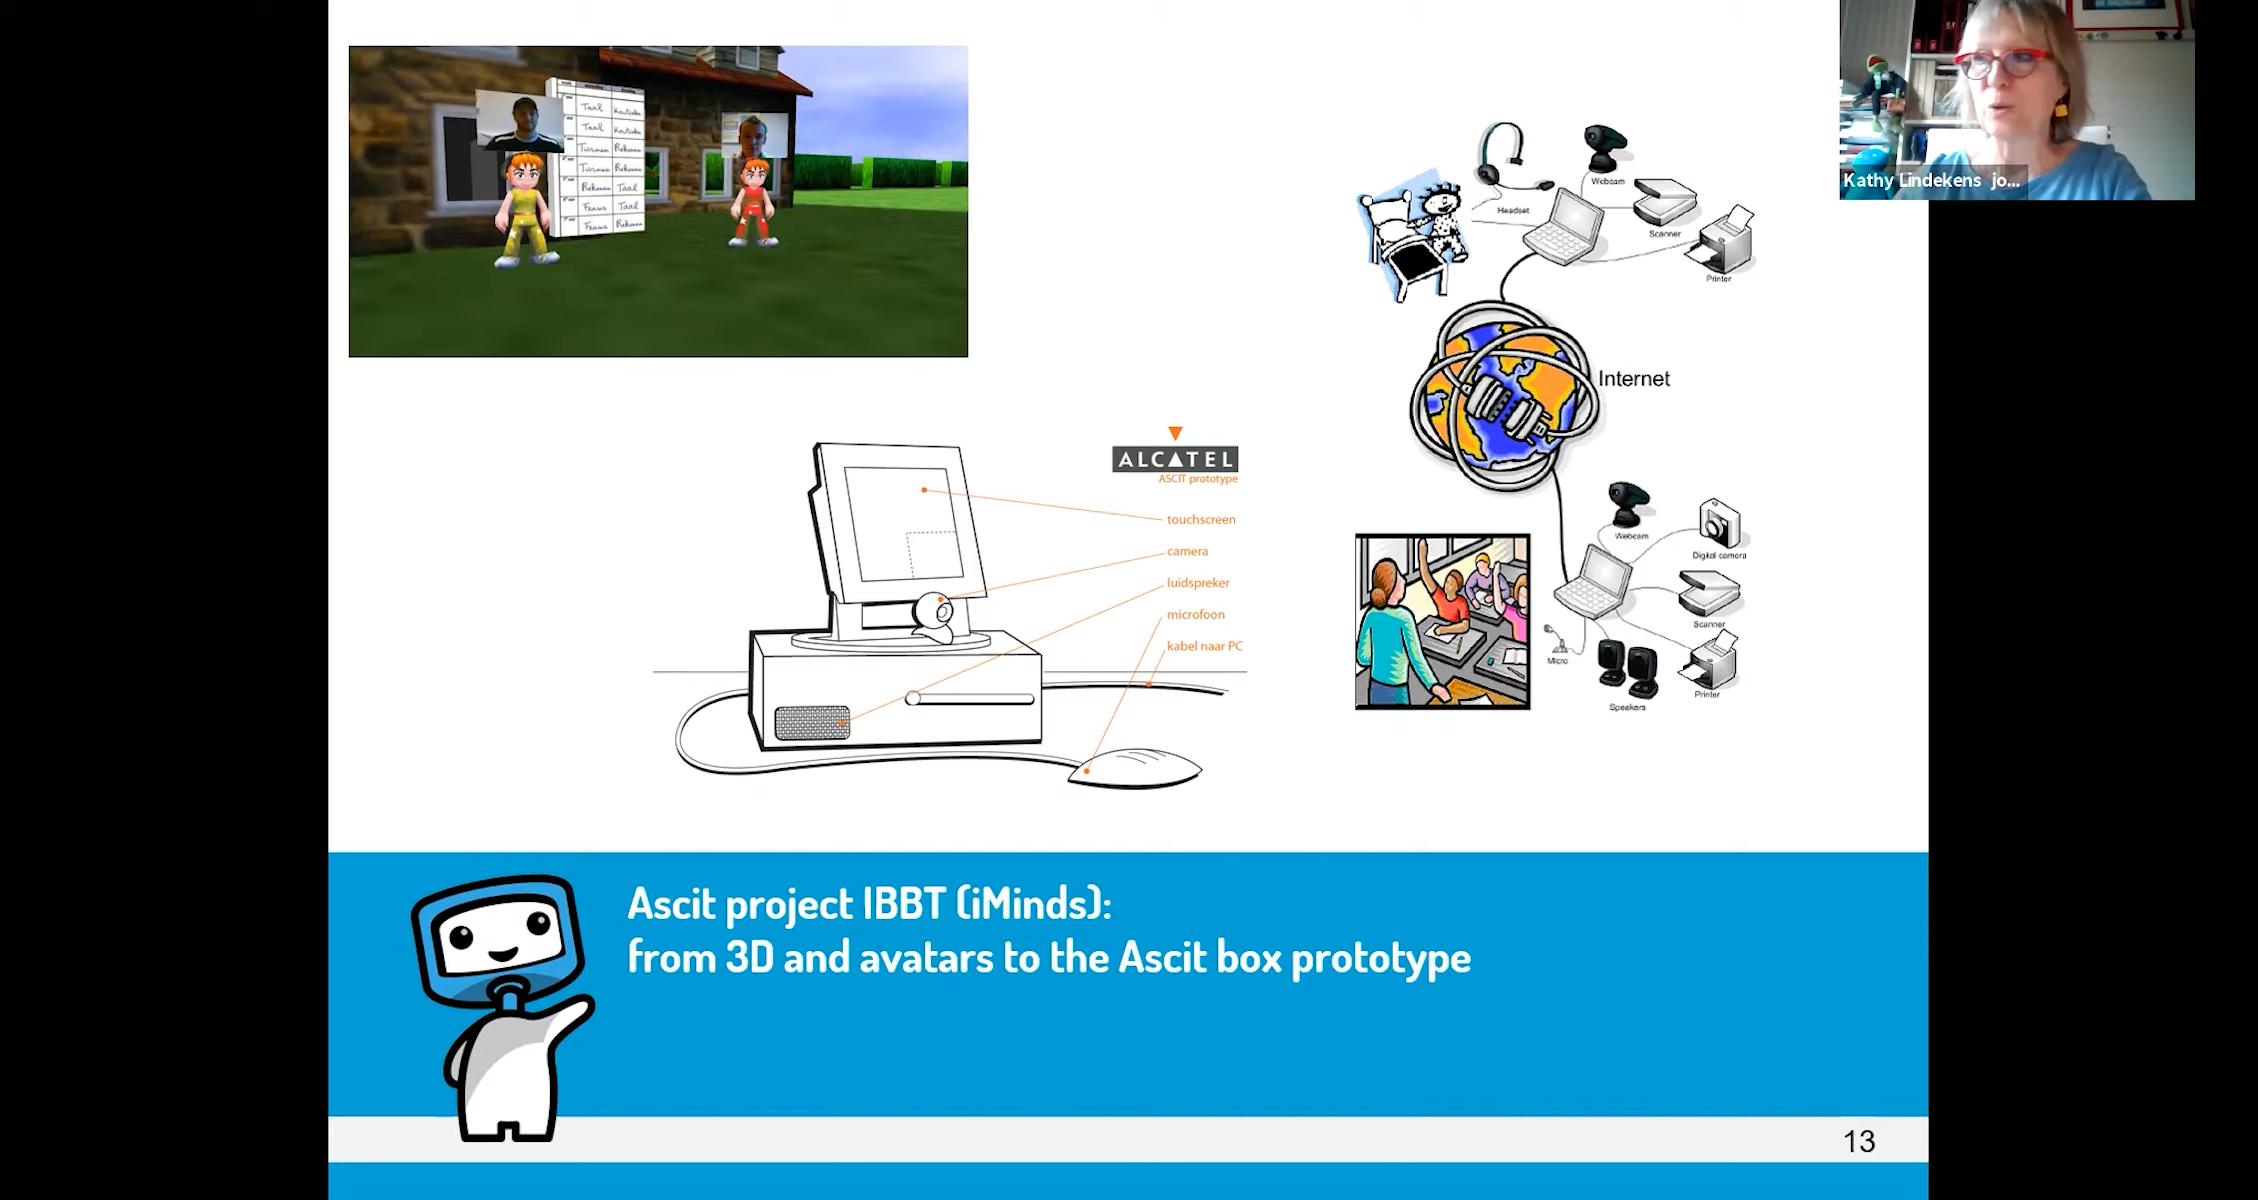 Taal
Taal
Turnen Rekenen
Turnen Rekenen
Rekenen Taal
Frans Taal
Frans Rekenen
Kathy Lindekens jo...
Headset
Webcam
Scanner
Printer
Internet
ALCATEL
ASCIT prototype
touchscreen
camera
luidspreker
microfoon
kabel naar PC
Webcam
Digital camera
Scanner
Micro
Speakers
Printer
Ascit project IBBT (iMinds):
from 3D and avatars to the Ascit box prototype
13